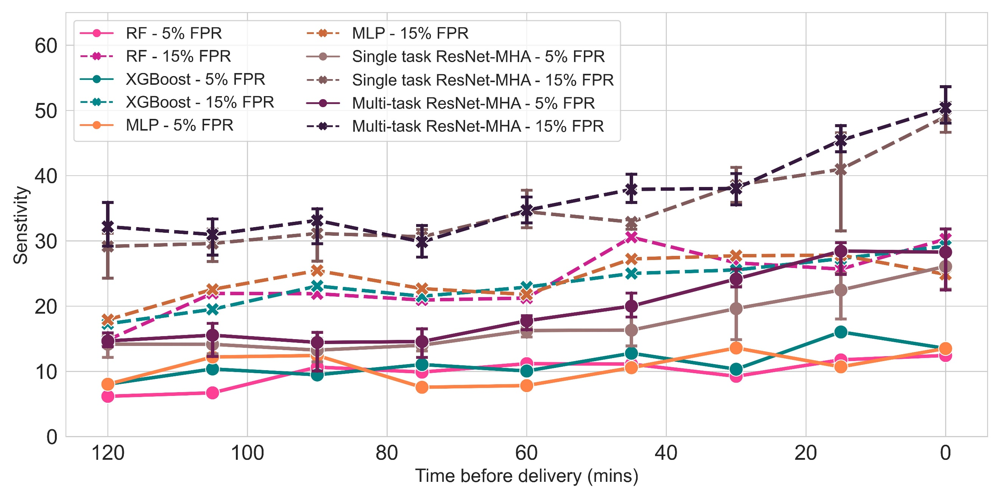 RF - 5% FPR
RF - 15% FPR
XGBoost - 5% FPR
XGBoost - 15% FPR
MLP - 5% FPR
MLP - 15% FPR
Single task ResNet-MHA - 5% FPR
Single task ResNet-MHA - 15% FPR
Multi-task ResNet-MHA - 5% FPR
Multi-task ResNet-MHA - 15% FPR
Senstivity
60
50
40
30
20
10
0
120 100 80 60 40 20 0
Time before delivery (mins)